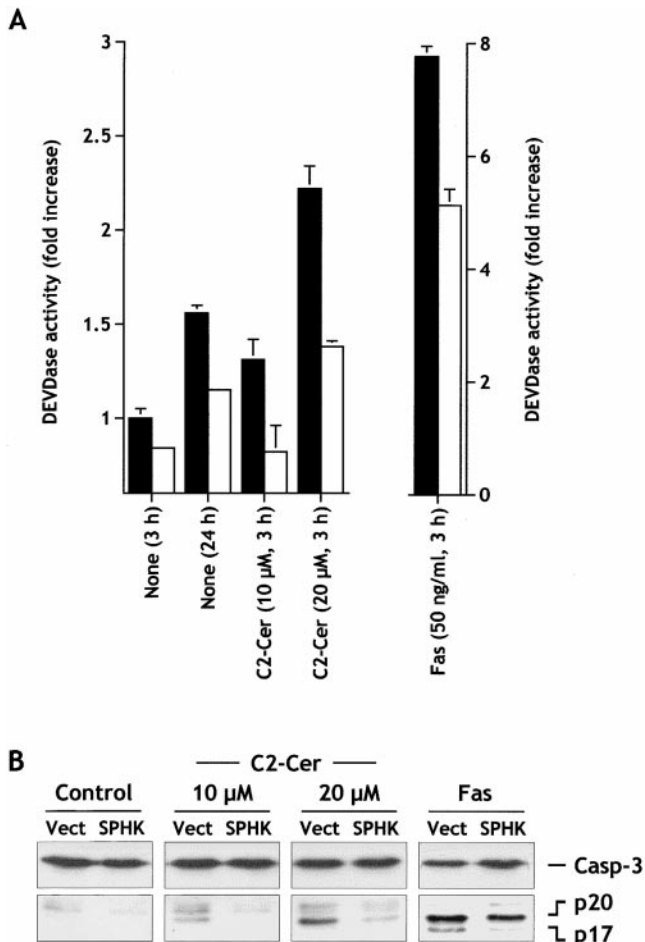 A
DEVDase activity (fold increase)
3
2.5
2
1.5
1
8
6
4
2
0
DEVDase activity (fold increase)
None (3 h)
None (24 h)
C2-Cer (10 µM, 3 h)
C2-Cer (20 µM, 3 h)
Fas (50 ng/ml, 3 h)
B
C2-Cer
Control 10 µM 20 µM Fas
Vect SPHK Vect SPHK Vect SPHK Vect SPHK
Casp-3
p20
p17